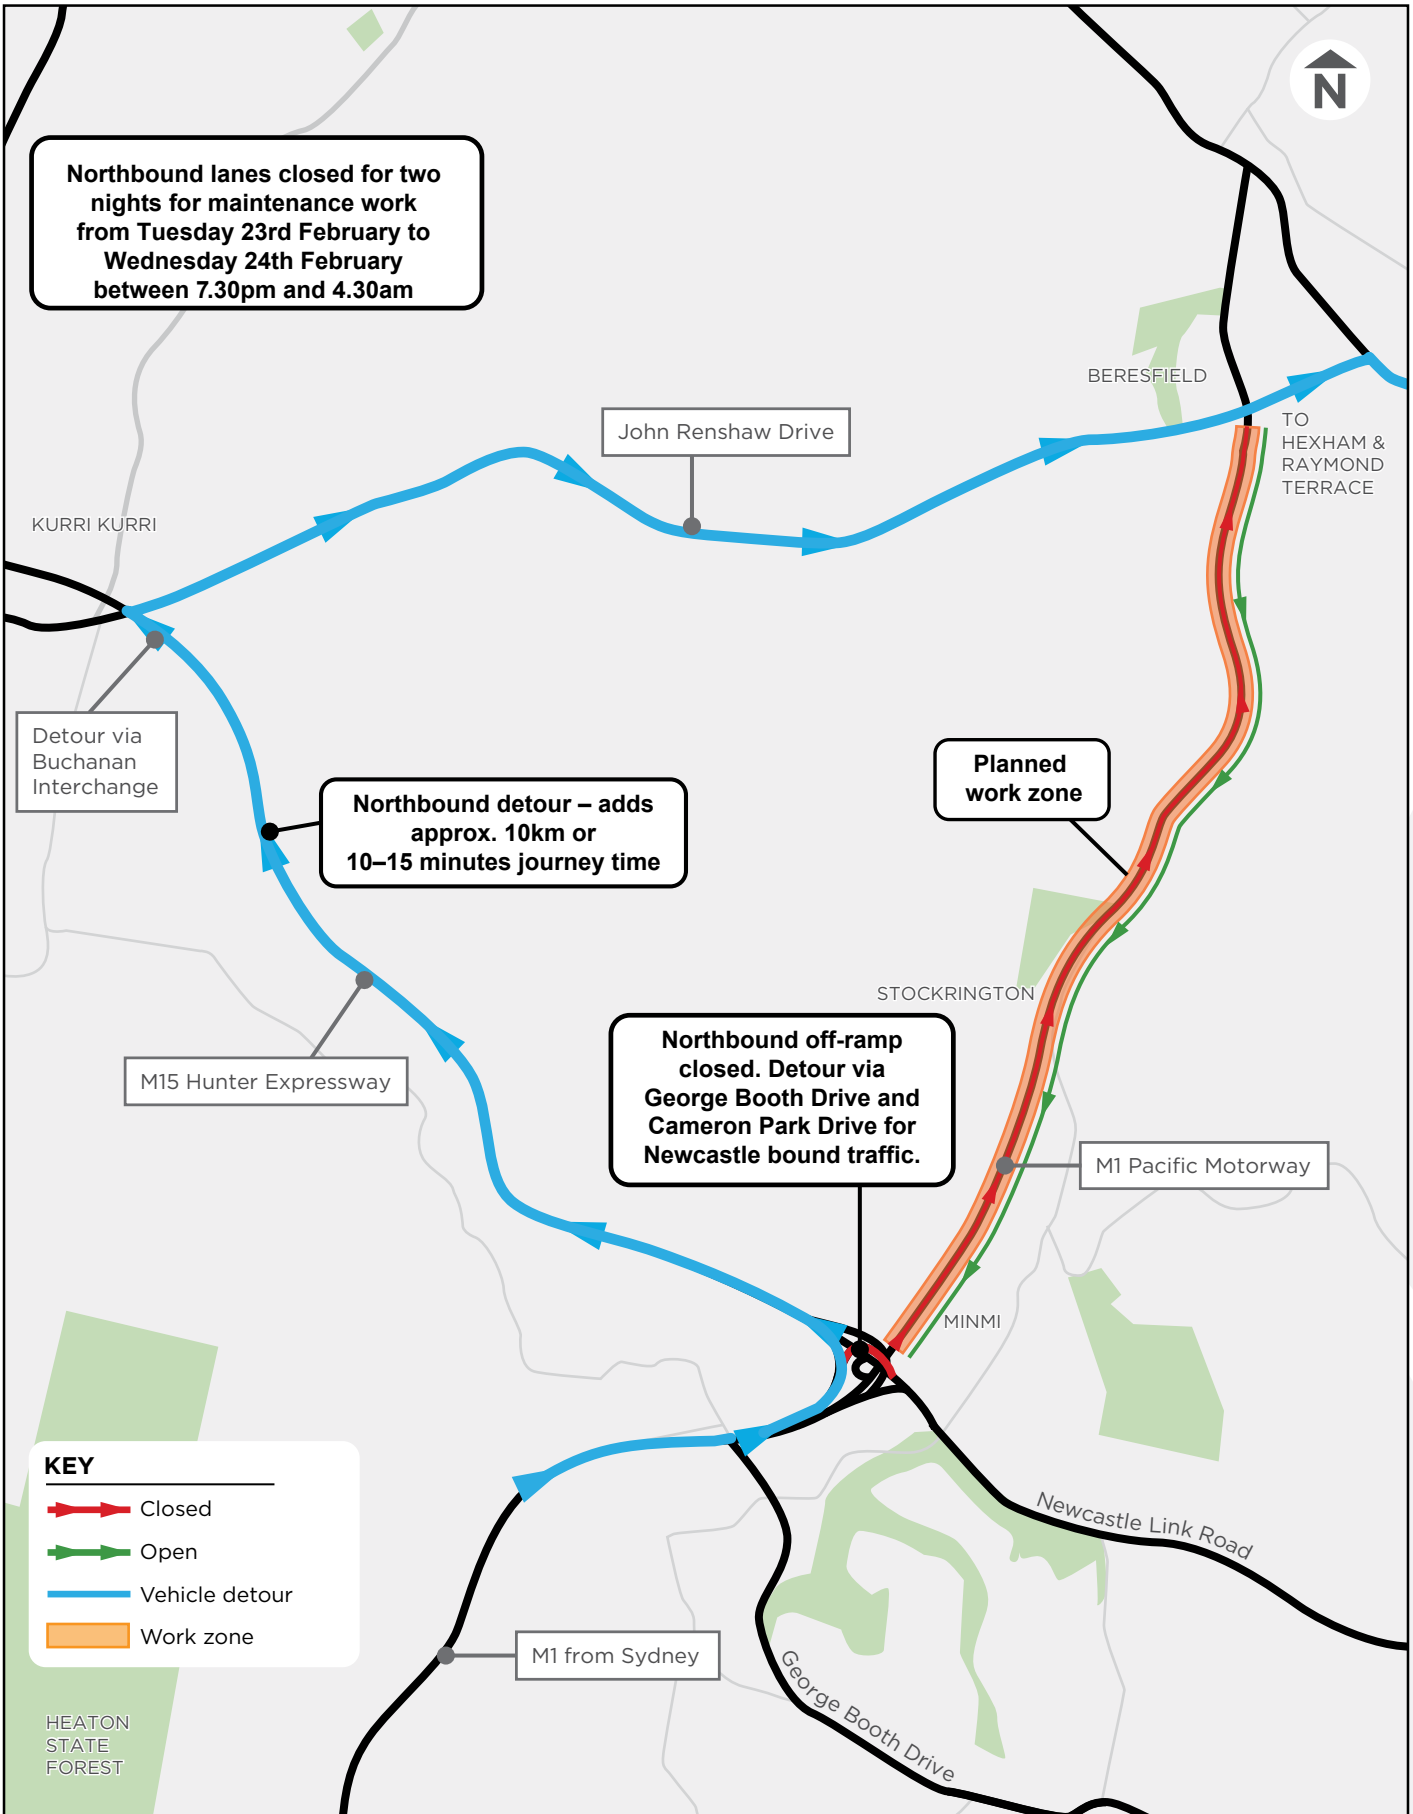 N
Northbound lanes closed for two
nights for maintenance work
from Tuesday 23rd February to
Wednesday 24th February
between 7.30pm and 4.30am
BERESFIELD
John Renshaw Drive
TO
HEXHAM &
RAYMOND
TERRACE
KURRI KURRI
Detour via
Buchanan
Interchange
Planned
work zone
Northbound detour – adds
approx. 10km or
10–15 minutes journey time
STOCKRINGTON
Northbound off-ramp
closed. Detour via
George Booth Drive and
Cameron Park Drive for
Newcastle bound traffic.
M15 Hunter Expressway
M1 Pacific Motorway
MINMI
KEY
Closed
Open
Vehicle detour
Work zone
Newcastle Link Road
M1 from Sydney
George Booth Drive
HEATON
STATE
FOREST